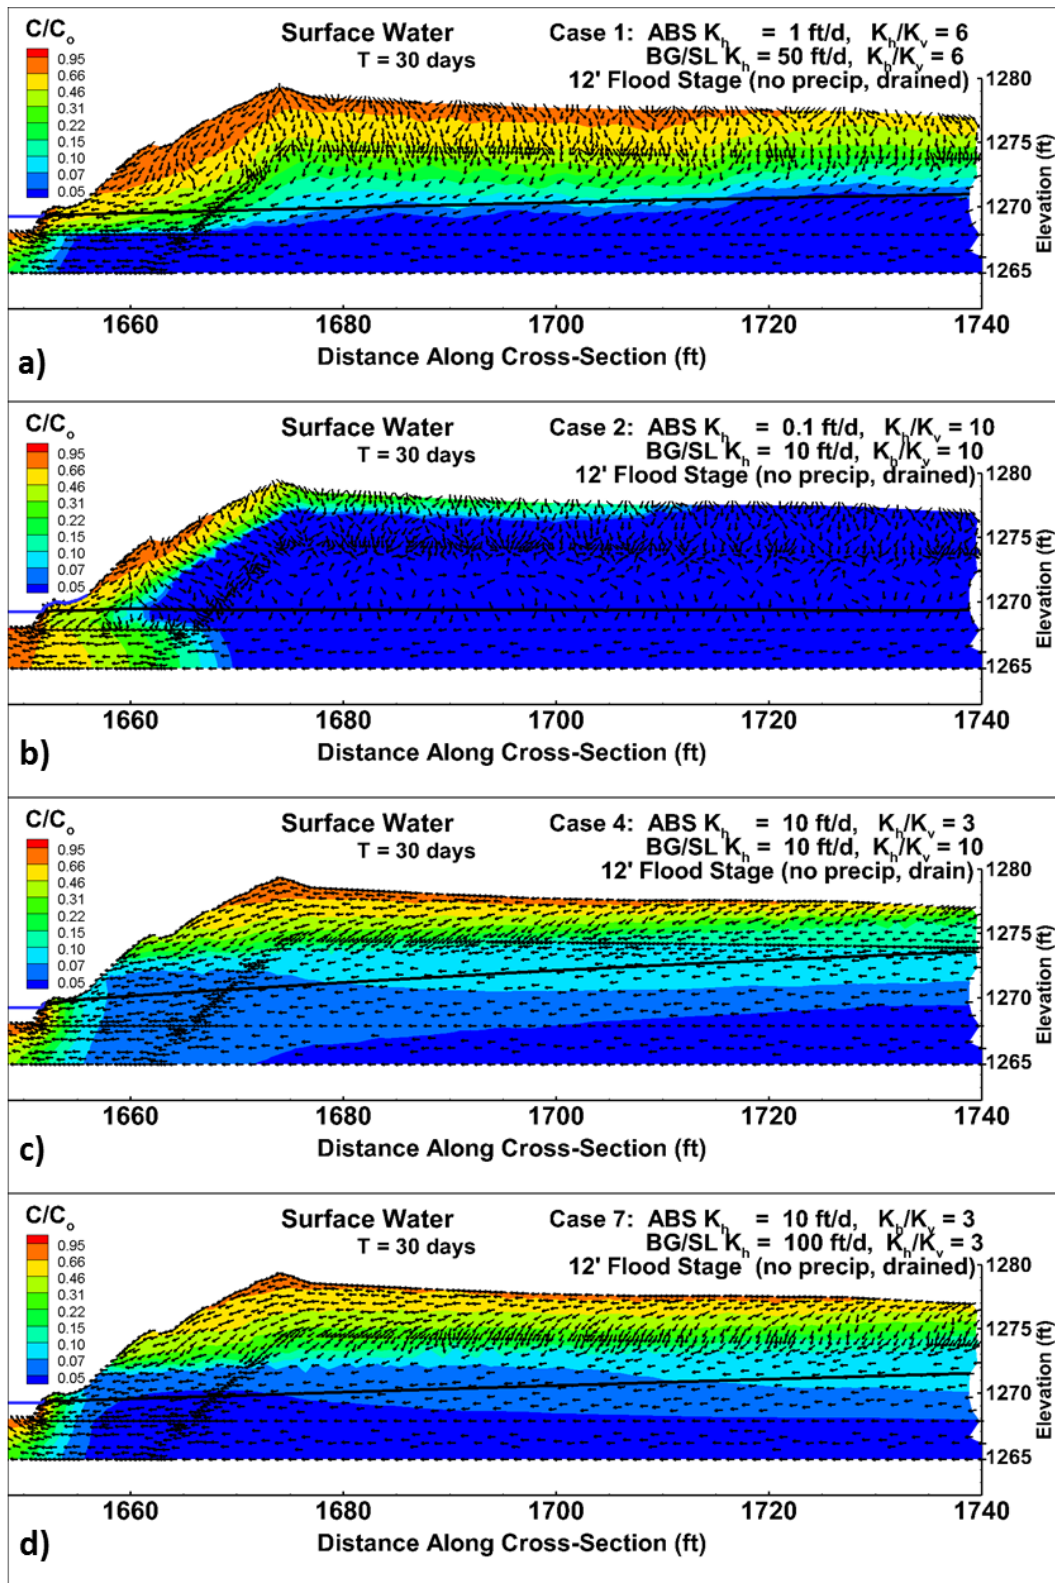 C/Co
Surface Water
T = 30 days
Case 1: ABS Kh = 1 ft/d, Kh/Kv = 6
BG/SL Kh = 50 ft/d, Kh/Kv = 6
12' Flood Stage (no precip, drained)
0.95
0.66
0.46
0.31
0.22
0.15
0.10
0.07
0.05
1280
1275
1270
1265
Elevation (ft)
1660 1680 1700 1720 1740
Distance Along Cross-Section (ft)
a)
C/Co
Surface Water
T = 30 days
Case 2: ABS Kh = 0.1 ft/d, Kh/Kv = 10
BG/SL Kh = 10 ft/d, Kh/Kv = 10
12' Flood Stage (no precip, drained)
0.95
0.66
0.46
0.31
0.22
0.15
0.10
0.07
0.05
1280
1275
1270
1265
Elevation (ft)
1660 1680 1700 1720 1740
Distance Along Cross-Section (ft)
b)
C/Co
Surface Water
T = 30 days
Case 4: ABS Kh = 10 ft/d, Kh/Kv = 3
BG/SL Kh = 10 ft/d, Kh/Kv = 10
12' Flood Stage (no precip, drain)
0.95
0.66
0.46
0.31
0.22
0.15
0.10
0.07
0.05
1280
1275
1270
1265
Elevation (ft)
1660 1680 1700 1720 1740
Distance Along Cross-Section (ft)
c)
C/Co
Surface Water
T = 30 days
Case 7: ABS Kh = 10 ft/d, Kh/Kv = 3
BG/SL Kh = 100 ft/d, Kh/Kv = 3
12' Flood Stage (no precip, drained)
0.95
0.66
0.46
0.31
0.22
0.15
0.10
0.07
0.05
1280
1275
1270
1265
Elevation (ft)
1660 1680 1700 1720 1740
Distance Along Cross-Section (ft)
d)